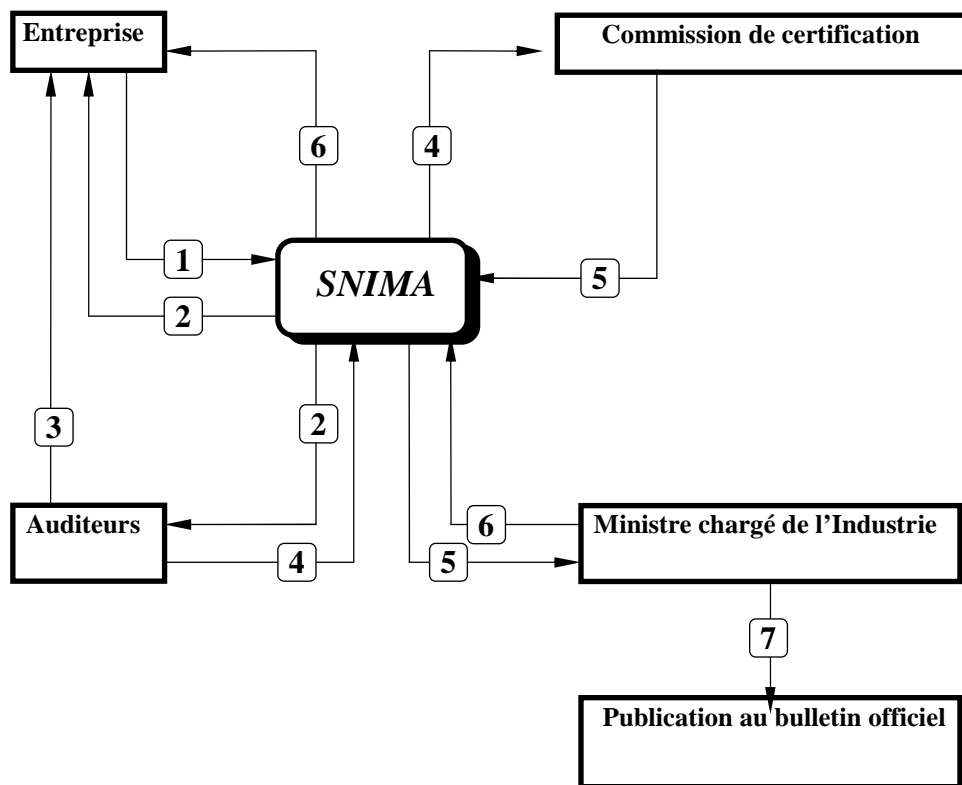 Entreprise
Commission de certification
6
4
1
SNIMA
5
2
3
2
Auditeurs
6
Ministre chargé de l’Industrie
4
5
7
Publication au bulletin officiel